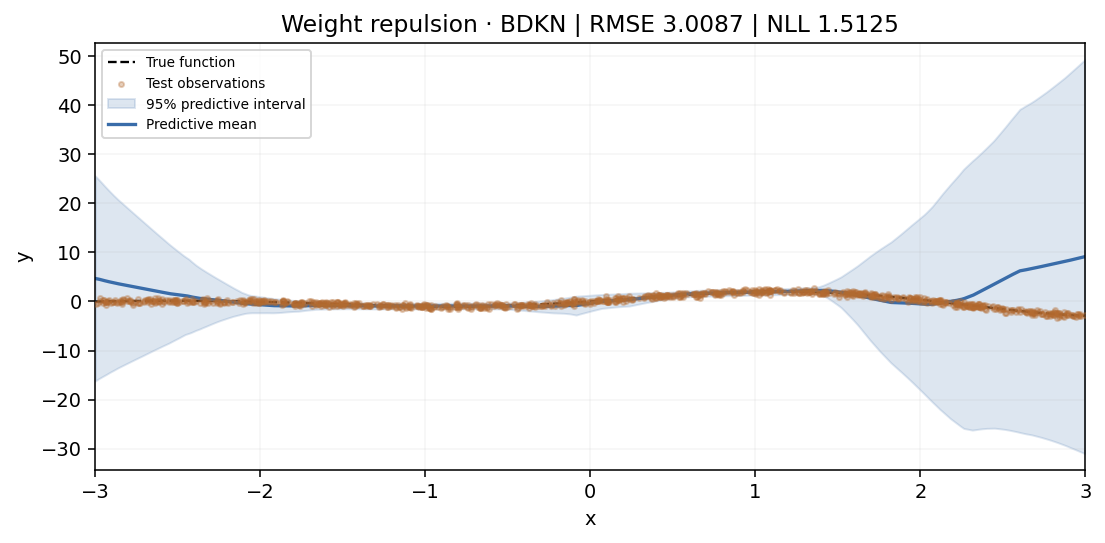 Weight repulsion · BDKN | RMSE 3.0087 | NLL 1.5125
True function
Test observations
95% predictive interval
Predictive mean
50
40
30
20
10
0
−10
−20
−30
y
−3 −2 −1 0 1 2 3
x